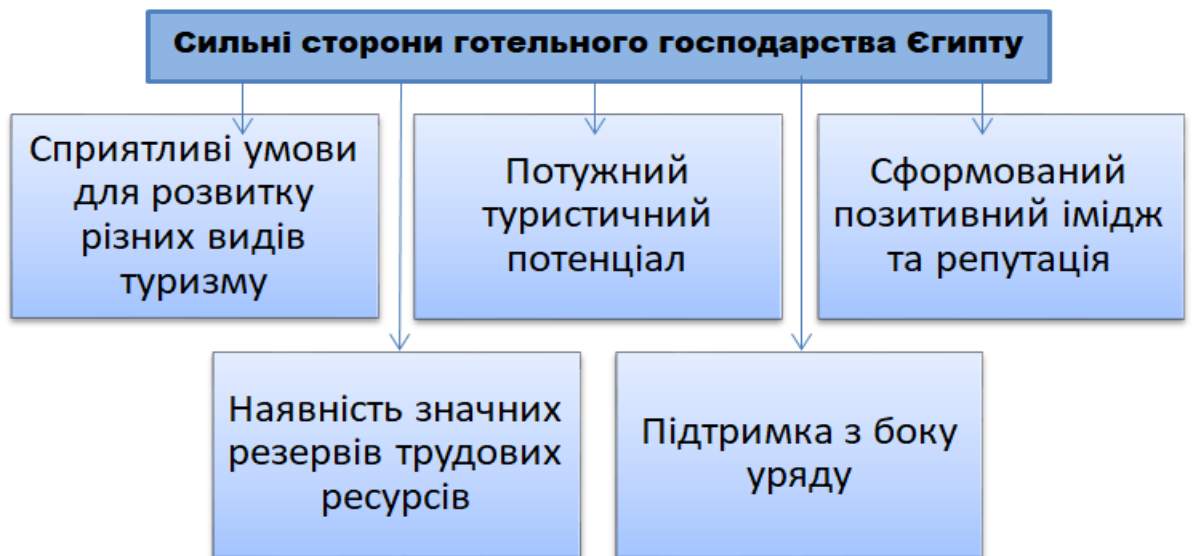 Сильні сторони готельного господарства Єгипту
Сприятливі умови
для розвитку
різних видів
туризму
Потужний
туристичний
потенціал
Сформований
позитивний імідж
та репутація
Наявність значних
резервів трудових
ресурсів
Підтримка з боку
уряду